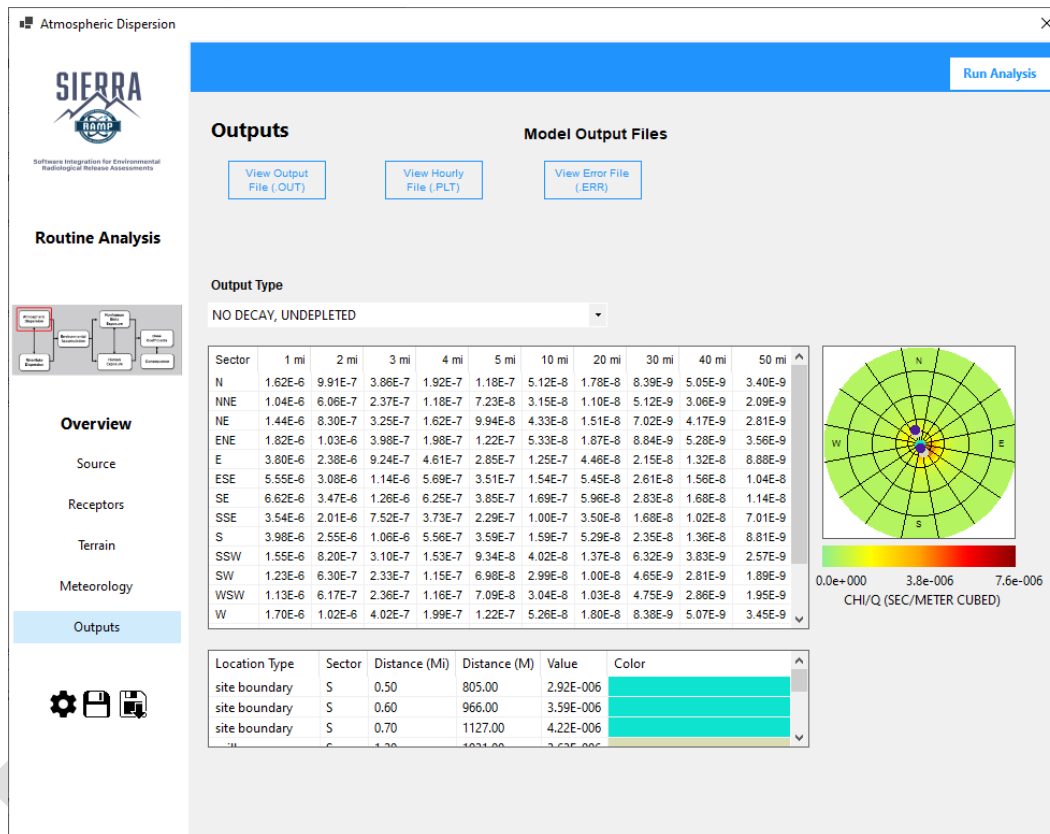 Atmospheric Dispersion
SIERRA
RAMP
Software Integration for Environmental
Radiological Release Assessments
Run Analysis
Outputs
Model Output Files
View Output
File (.OUT)
View Hourly
File (.PLT)
View Error File
(.ERR)
Routine Analysis
Output Type
NO DECAY, UNDEPLETED
Sector 1 mi 2 mi 3 mi 4 mi 5 mi 10 mi 20 mi 30 mi 40 mi 50 mi
N 1.62E-6 9.91E-7 3.86E-7 1.92E-7 1.18E-7 5.12E-8 1.78E-8 8.39E-9 5.05E-9 3.40E-9
NNE 1.04E-6 6.06E-7 2.37E-7 1.18E-7 7.23E-8 3.15E-8 1.10E-8 5.12E-9 3.06E-9 2.09E-9
NE 1.44E-6 8.30E-7 3.25E-7 1.62E-7 9.94E-8 4.33E-8 1.51E-8 7.02E-9 4.17E-9 2.81E-9
ENE 1.82E-6 1.03E-6 3.98E-7 1.98E-7 1.22E-7 5.33E-8 1.87E-8 8.84E-9 5.28E-9 3.56E-9
3.80E-6 2.38E-6 9.24E-7 4.61E-7 2.85E-7 1.25E-7 4.46E-8 2.15E-8 1.32E-8 8.88E-9
ESE 5.55E-6 3.08E-6 1.14E-6 5.69E-7 3.51E-7 1.54E-7 5.45E-8 2.61E-8 1.56E-8 1.04E-8
SE 6.62E-6 3.47E-6 1.26E-6 6.25E-7 3.85E-7 1.69E-7 5.96E-8 2.83E-8 1.68E-8 1.14E-8
SSE 3.54E-6 2.01E-6 7.52E-7 3.73E-7 2.29E-7 1.00E-7 3.50E-8 1.68E-8 1.02E-8 7.01E-9
S 3.98E-6 2.55E-6 1.06E-6 5.56E-7 3.59E-7 1.59E-7 5.29E-8 2.35E-8 1.36E-8 8.81E-9
SSW 1.55E-6 8.20E-7 3.10E-7 1.53E-7 9.34E-8 4.02E-8 1.37E-8 6.32E-9 3.83E-9 2.57E-9
SW 1.23E-6 6.30E-7 2.33E-7 1.15E-7 6.98E-8 2.99E-8 1.00E-8 4.65E-9 2.81E-9 1.89E-9
WSW 1.13E-6 6.17E-7 2.36E-7 1.16E-7 7.09E-8 3.04E-8 1.03E-8 4.75E-9 2.86E-9 1.95E-9
W 1.70E-6 1.02E-6 4.02E-7 1.99E-7 1.22E-7 5.26E-8 1.80E-8 8.38E-9 5.07E-9 3.45E-9
N
W E
S
0.0e+000 3.8e-006 7.6e-006
CHI/Q (SEC/METER CUBED)
Overview
Source
Receptors
Terrain
Meteorology
Outputs
Location Type Sector Distance (Mi) Distance (M) Value Color
site boundary S 0.50 805.00 2.92E-006
site boundary S 0.60 966.00 3.59E-006
site boundary S 0.70 1127.00 4.22E-006